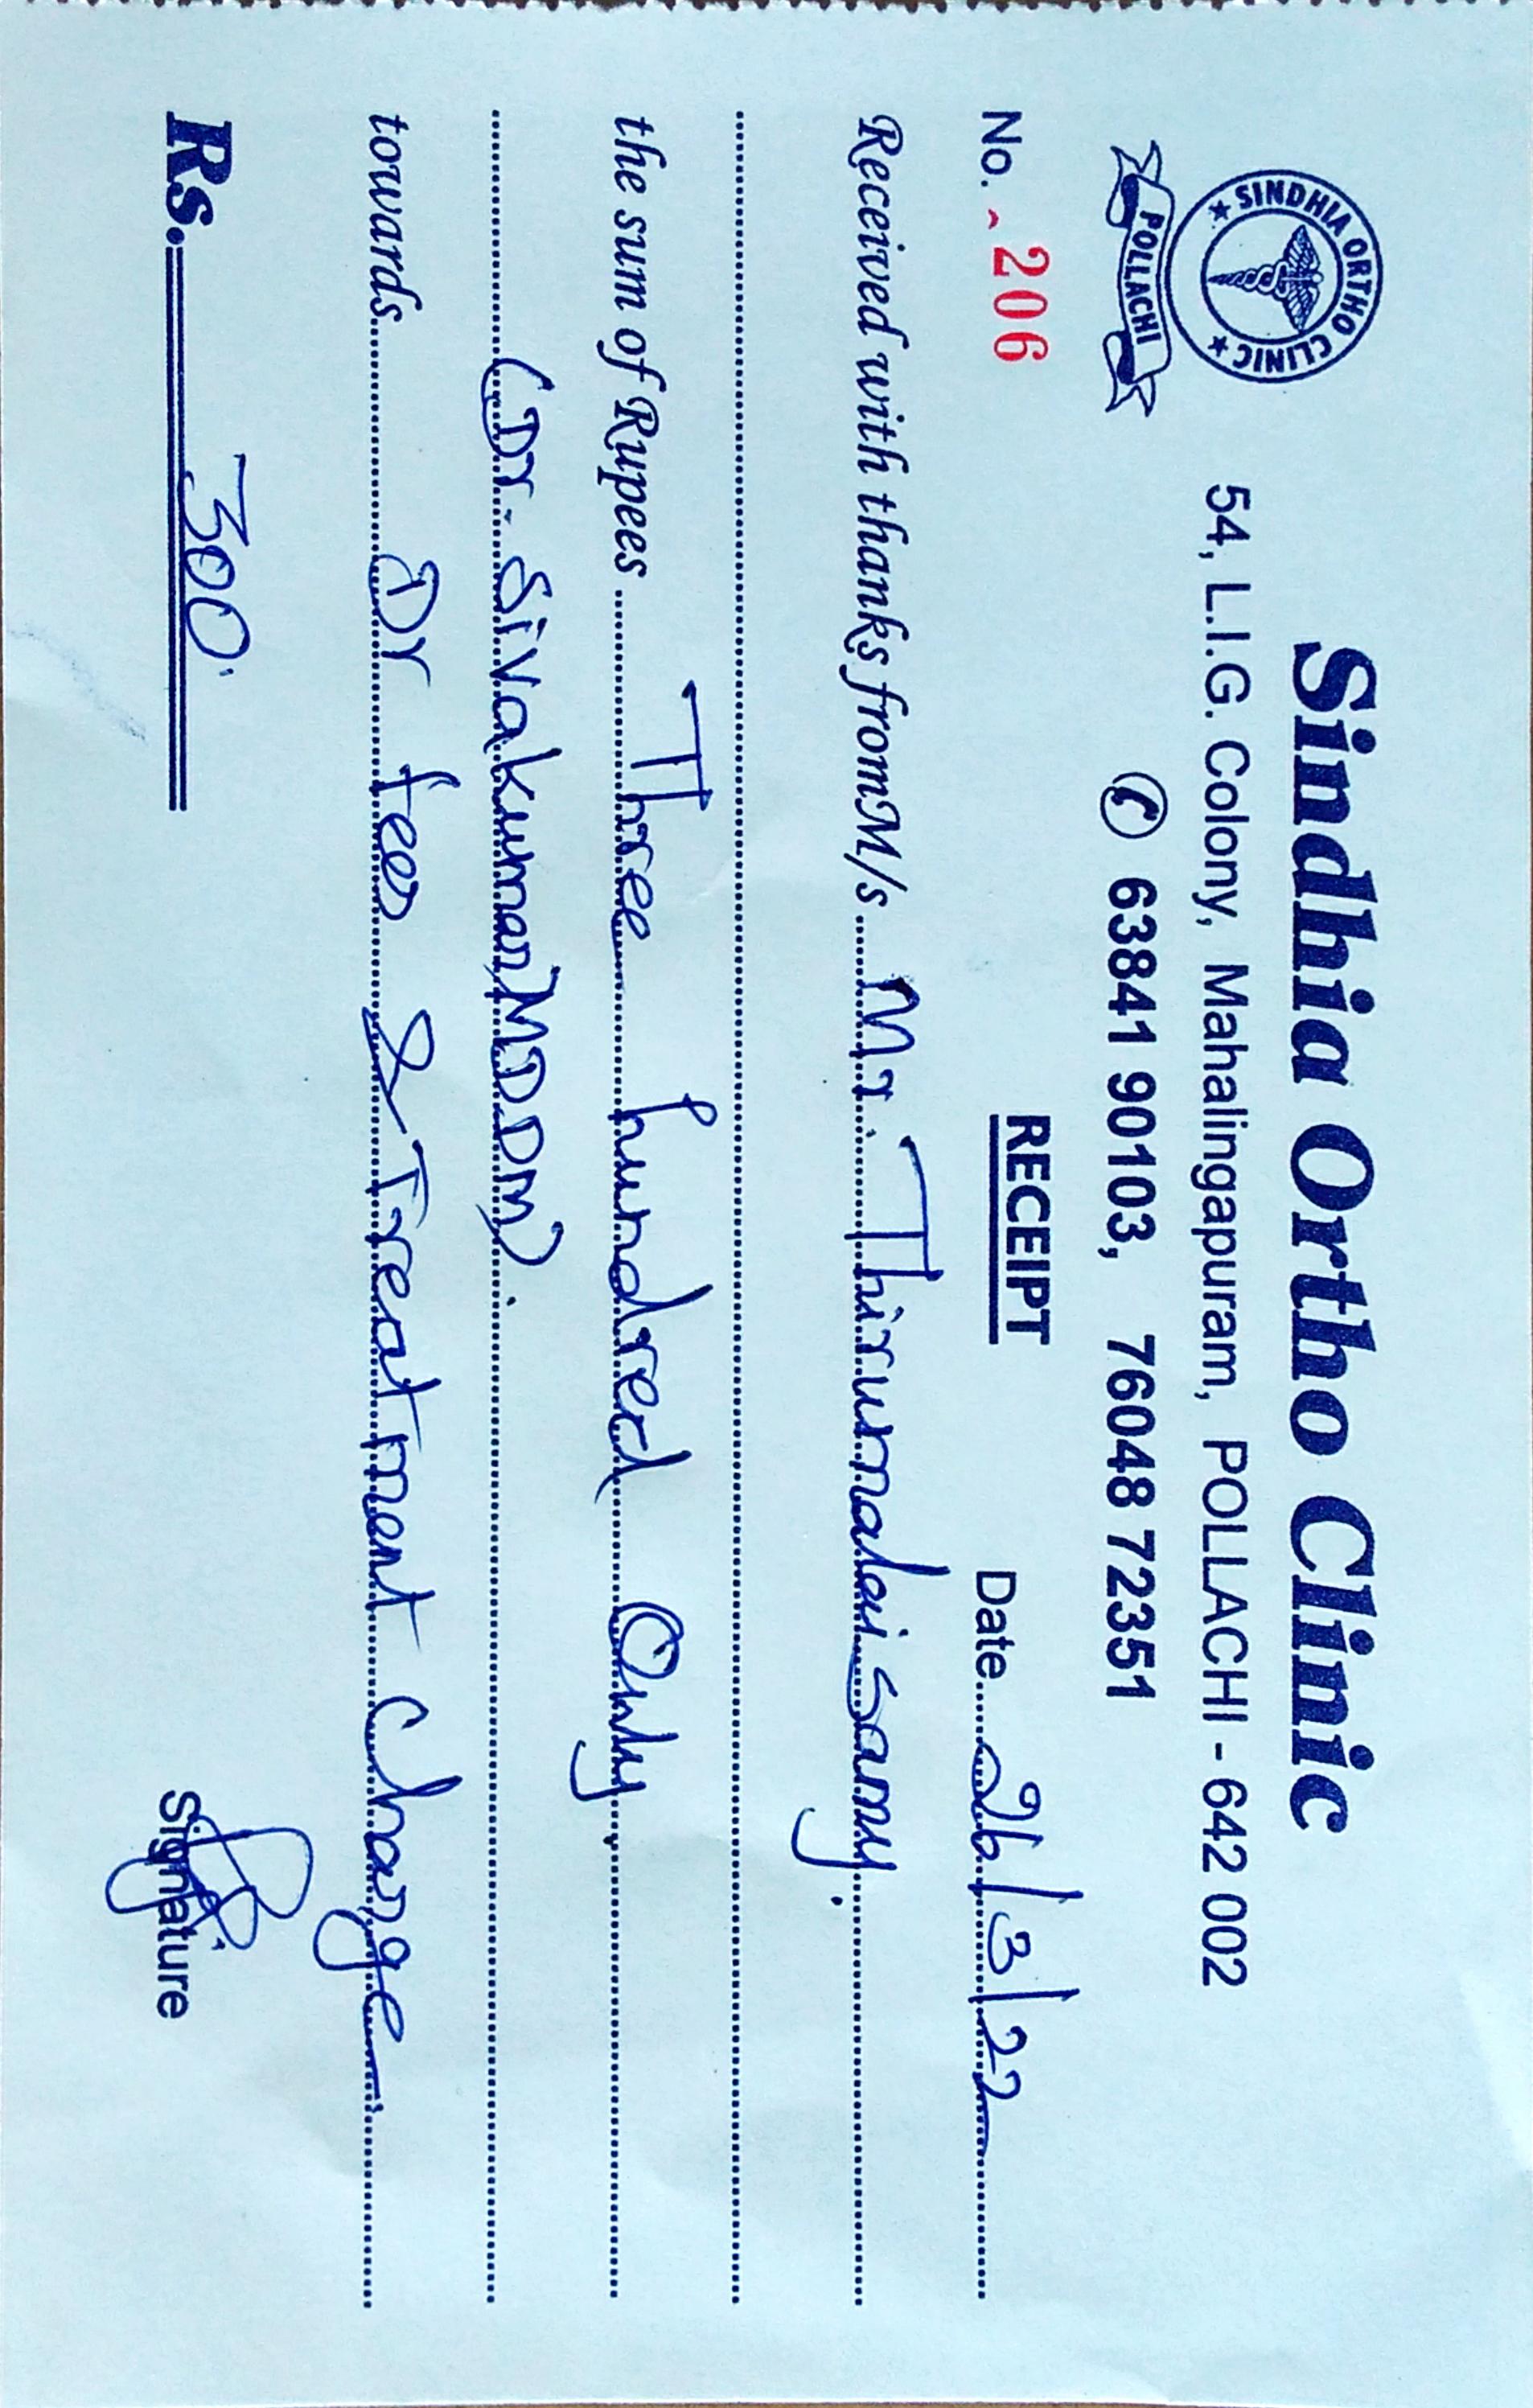 Sindhia Ortho Clinic
★ SINDHIA ORTHO CLINIC ★
POLLACHI
54, L.I.G. Colony, Mahalingapuram, POLLACHI - 642 002
✆ 63841 90103, 76048 72351
RECEIPT
No. 206 Date 26/3/22
Received with thanks from M/s Mr. Thirumalaisamy.
the sum of Rupees Three hundred Only.
(Dr. Sivakumar, MDDM).
towards Dr fees & Treatment charge.
Rs. 300.
Signature